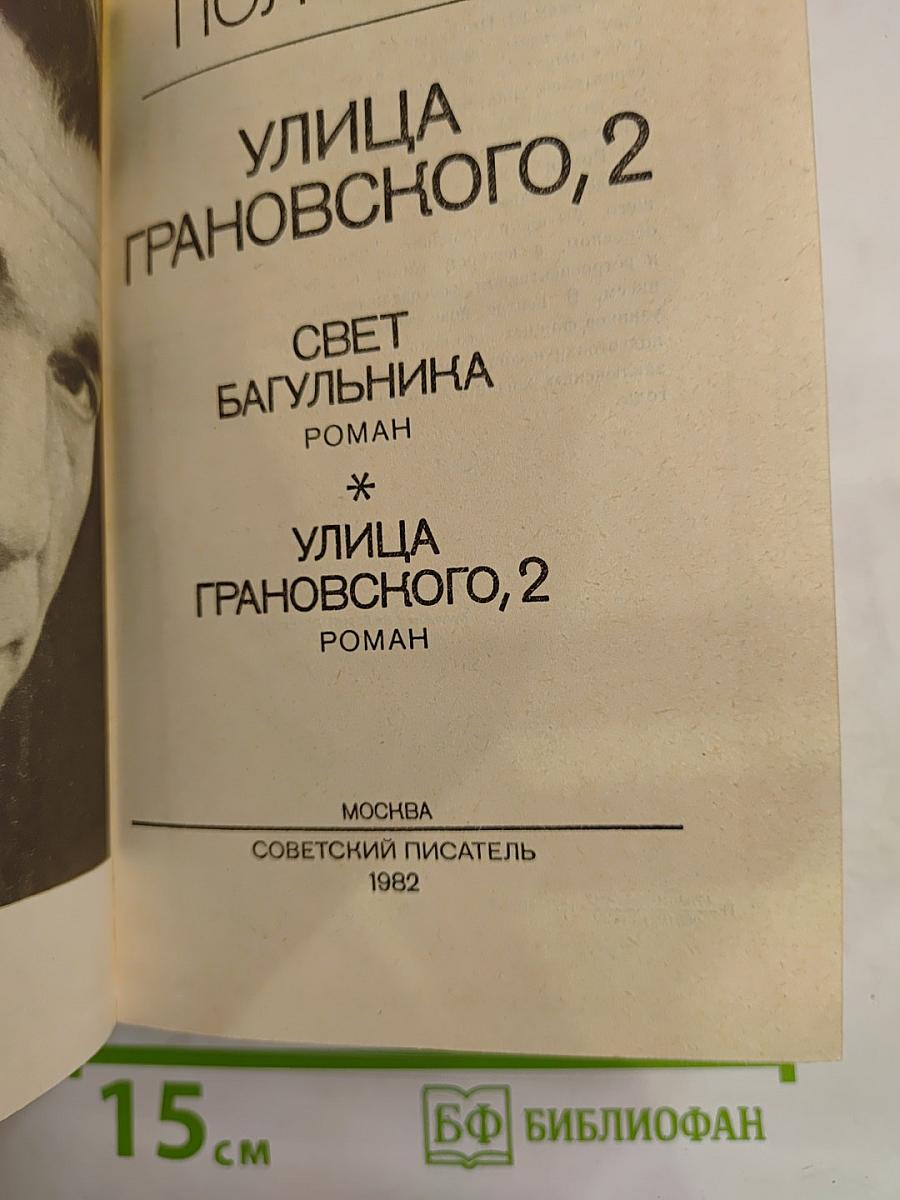 УЛИЦА
ГРАНОВСКОГО, 2
СВЕТ
БАГУЛЬНИКА
РОМАН
*
УЛИЦА
ГРАНОВСКОГО, 2
РОМАН
МОСКВА
СОВЕТСКИЙ ПИСАТЕЛЬ
1982
15 см
БФ БИБЛИОФАН